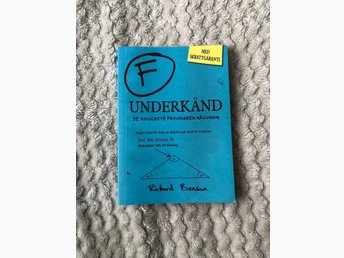 MED
SKRATTGARANTI
F
UNDERKÄND
DE ROLIGASTE PROVSVAREN NÅGONSIN
Richard Benson